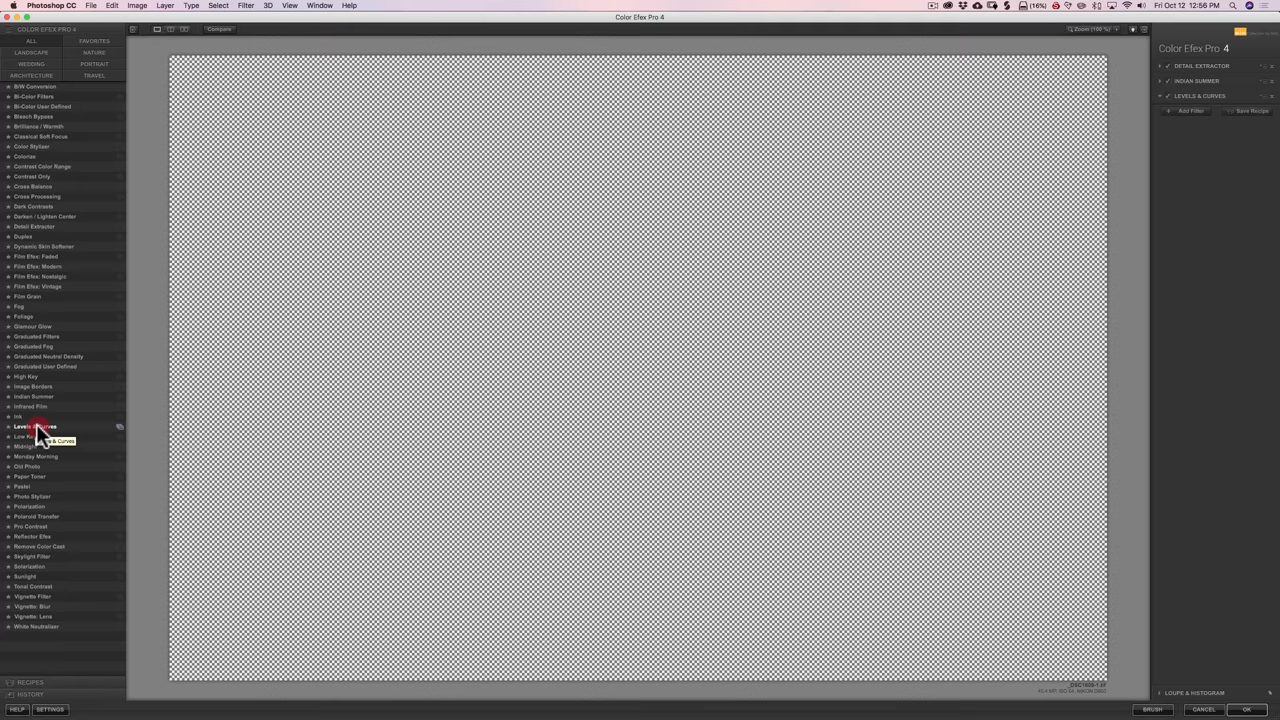 Photoshop CC File Edit Image Layer Type Select Filter 3D View Window Help
(16%) Fri Oct 12 12:56 PM
Color Efex Pro 4
COLOR EFEX PRO 4
Compare
Zoom (100 %)
ALL FAVORITES
LANDSCAPE NATURE
WEDDING PORTRAIT
ARCHITECTURE TRAVEL
B/W Conversion
Bi-Color Filters
Bi-Color User Defined
Bleach Bypass
Brilliance / Warmth
Classical Soft Focus
Color Stylizer
Colorize
Contrast Color Range
Contrast Only
Cross Balance
Cross Processing
Dark Contrasts
Darken / Lighten Center
Detail Extractor
Duplex
Dynamic Skin Softener
Film Efex: Faded
Film Efex: Modern
Film Efex: Nostalgic
Film Efex: Vintage
Film Grain
Fog
Foliage
Glamour Glow
Graduated Filters
Graduated Fog
Graduated Neutral Density
Graduated User Defined
High Key
Image Borders
Indian Summer
Infrared Film
Ink
Levels & Curves
Low
& Curves
Midnight
Monday Morning
Old Photo
Paper Toner
Pastel
Photo Stylizer
Polarization
Polaroid Transfer
Pro Contrast
Reflector Efex
Remove Color Cast
Skylight Filter
Solarization
Sunlight
Tonal Contrast
Vignette Filter
Vignette: Blur
Vignette: Lens
White Neutralizer
RECIPES
HISTORY
HELP SETTINGS
Color Efex Pro 4
DETAIL EXTRACTOR
INDIAN SUMMER
LEVELS & CURVES
Add Filter Save Recipe
LOUPE & HISTOGRAM
BRUSH CANCEL OK